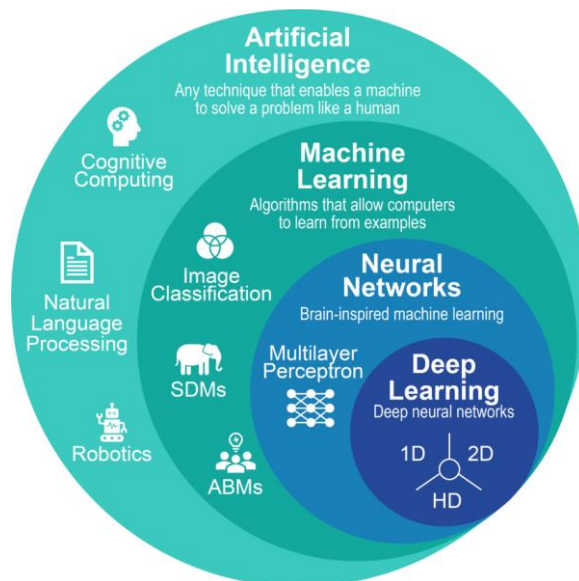 Artificial
Intelligence
Any technique that enables a machine
to solve a problem like a human
Cognitive
Computing
Machine
Learning
Algorithms that allow computers
to learn from examples
Image
Classification
Natural
Language
Processing
Neural
Networks
Brain-inspired machine learning
SDMs
Multilayer
Perceptron
Deep
Learning
Deep neural networks
Robotics
ABMs
1D
2D
HD